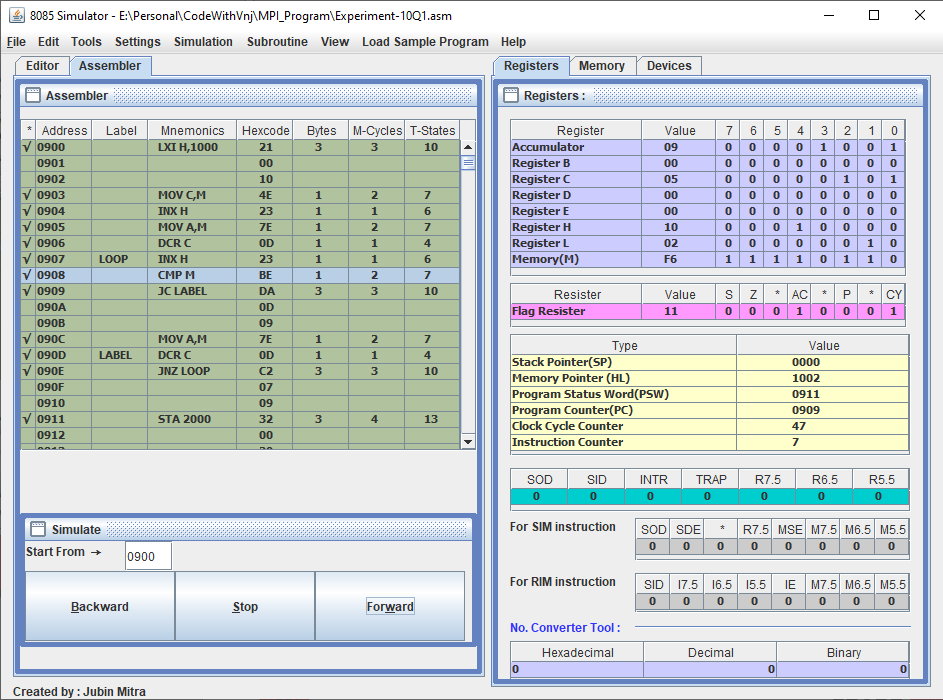 8085 Simulator - E:\Personal\CodeWithVnj\MPI_Program\Experiment-10Q1.asm
File Edit Tools Settings Simulation Subroutine View Load Sample Program Help
Editor Assembler
Assembler
* Address Label Mnemonics Hexcode Bytes M-Cycles T-States
√ 0900 LXI H,1000 21 3 3 10
0901 00
0902 10
√ 0903 MOV C,M 4E 1 2 7
√ 0904 INX H 23 1 1 6
√ 0905 MOV A,M 7E 1 2 7
√ 0906 DCR C 0D 1 1 4
√ 0907 LOOP INX H 23 1 1 6
√ 0908 CMP M BE 1 2 7
√ 0909 JC LABEL DA 3 3 10
090A 0D
090B 09
√ 090C MOV A,M 7E 1 2 7
√ 090D LABEL DCR C 0D 1 1 4
√ 090E JNZ LOOP C2 3 3 10
090F 07
0910 09
√ 0911 STA 2000 32 3 4 13
0912 00
Simulate
Start From → 0900
Backward Stop Forward
Created by : Jubin Mitra
Registers Memory Devices
Registers :
Register Value 7 6 5 4 3 2 1 0
Accumulator 09 0 0 0 0 1 0 0 1
Register B 00 0 0 0 0 0 0 0 0
Register C 05 0 0 0 0 0 1 0 1
Register D 00 0 0 0 0 0 0 0 0
Register E 00 0 0 0 0 0 0 0 0
Register H 10 0 0 0 1 0 0 0 0
Register L 02 0 0 0 0 0 0 1 0
Memory(M) F6 1 1 1 1 0 1 1 0
Resister Value S Z * AC * P * CY
Flag Resister 11 0 0 0 1 0 0 0 1
Type Value
Stack Pointer(SP) 0000
Memory Pointer (HL) 1002
Program Status Word(PSW) 0911
Program Counter(PC) 0909
Clock Cycle Counter 47
Instruction Counter 7
SOD SID INTR TRAP R7.5 R6.5 R5.5
0 0 0 0 0 0 0
For SIM instruction SOD SDE * R7.5 MSE M7.5 M6.5 M5.5
0 0 0 0 0 0 0 0
For RIM instruction SID I7.5 I6.5 I5.5 IE M7.5 M6.5 M5.5
0 0 0 0 0 0 0 0
No. Converter Tool :
Hexadecimal Decimal Binary
0 0 0